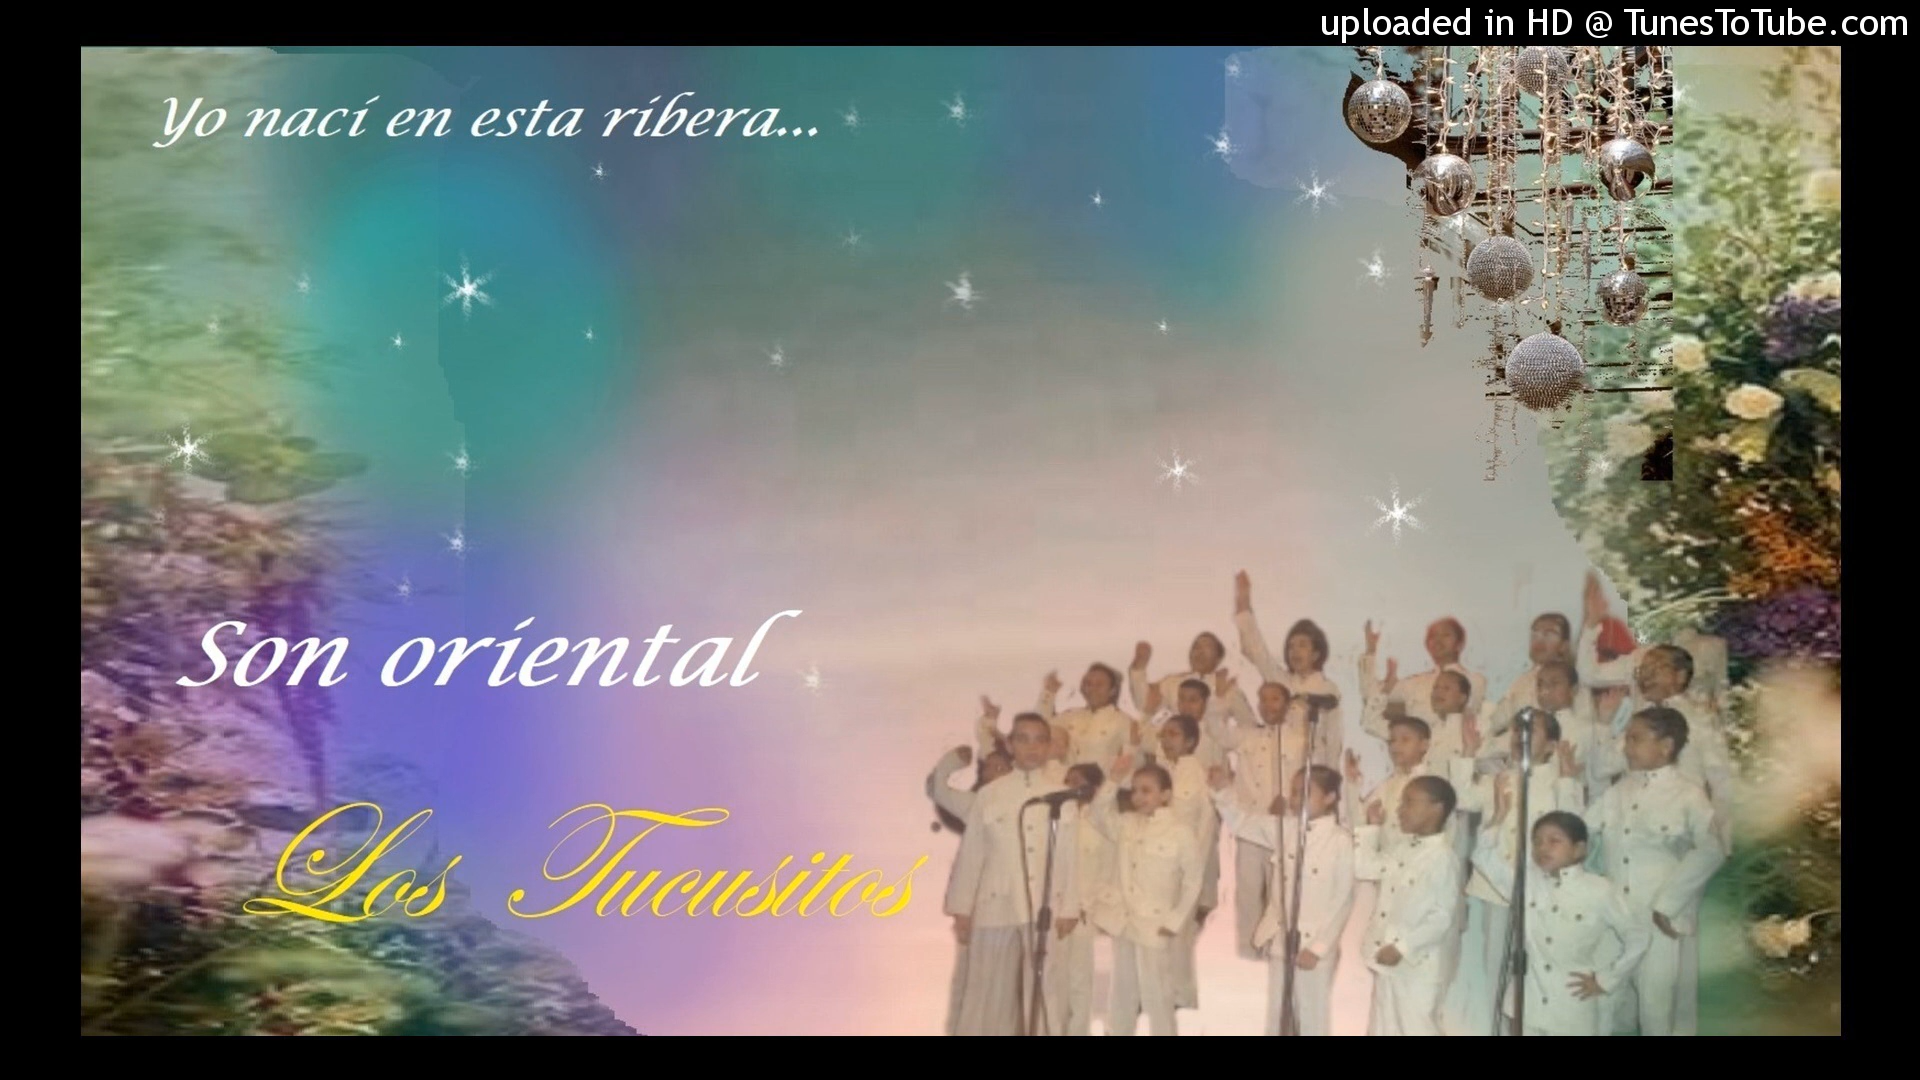 uploaded in HD @ TunesToTube.com
Yo nací en esta ribera...
Son oriental
Los Tucusitos